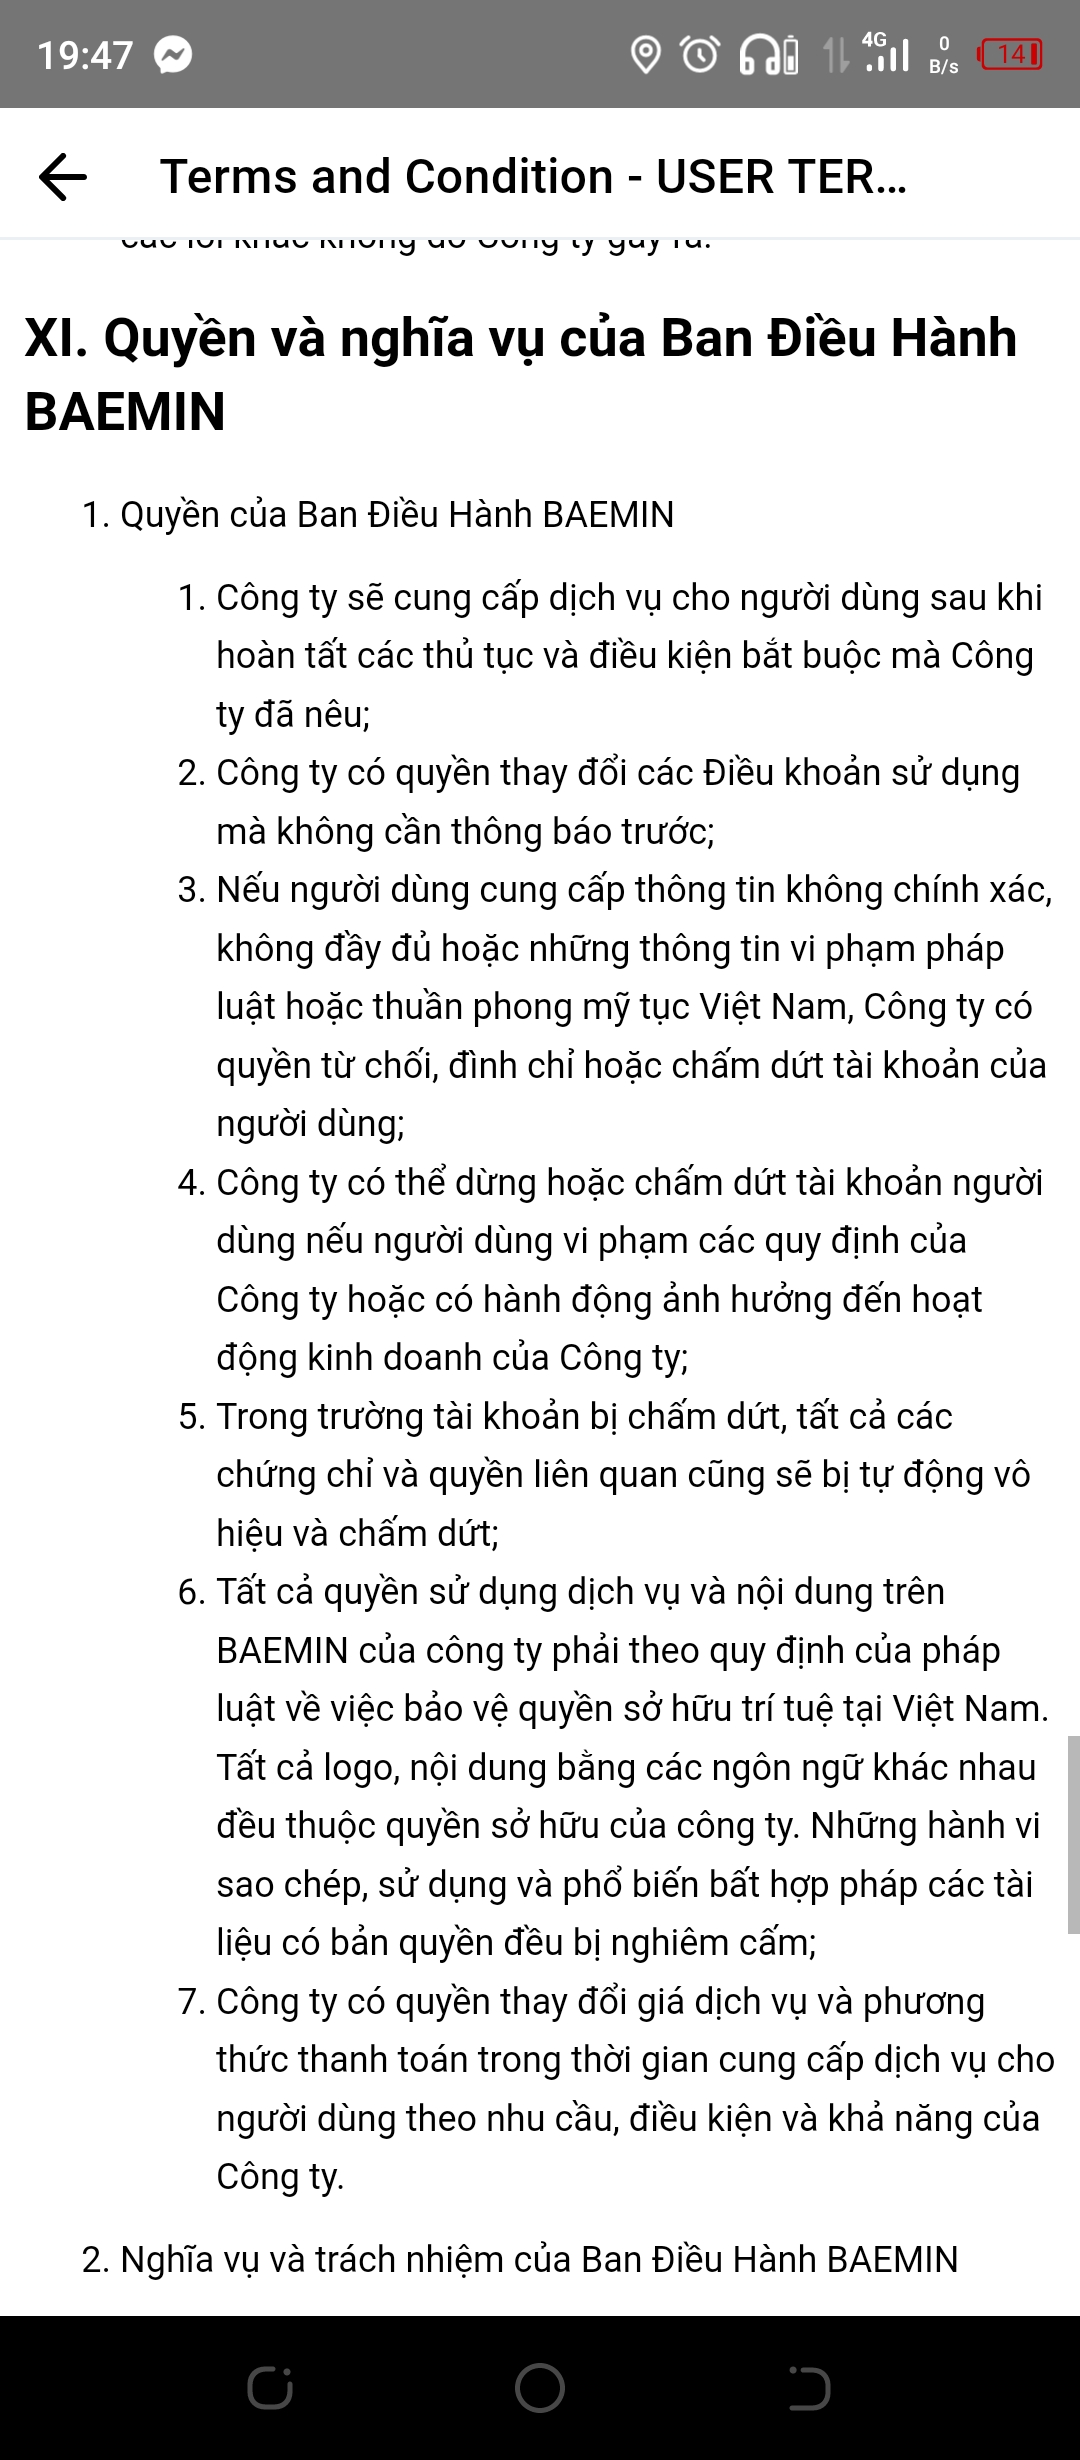 19:47
4G
0
B/s
14
Terms and Condition - USER TER...
các lỗi khác không do Công ty gây ra.
XI. Quyền và nghĩa vụ của Ban Điều Hành
BAEMIN
1. Quyền của Ban Điều Hành BAEMIN
1. Công ty sẽ cung cấp dịch vụ cho người dùng sau khi
hoàn tất các thủ tục và điều kiện bắt buộc mà Công
ty đã nêu;
2. Công ty có quyền thay đổi các Điều khoản sử dụng
mà không cần thông báo trước;
3. Nếu người dùng cung cấp thông tin không chính xác,
không đầy đủ hoặc những thông tin vi phạm pháp
luật hoặc thuần phong mỹ tục Việt Nam, Công ty có
quyền từ chối, đình chỉ hoặc chấm dứt tài khoản của
người dùng;
4. Công ty có thể dừng hoặc chấm dứt tài khoản người
dùng nếu người dùng vi phạm các quy định của
Công ty hoặc có hành động ảnh hưởng đến hoạt
động kinh doanh của Công ty;
5. Trong trường tài khoản bị chấm dứt, tất cả các
chứng chỉ và quyền liên quan cũng sẽ bị tự động vô
hiệu và chấm dứt;
6. Tất cả quyền sử dụng dịch vụ và nội dung trên
BAEMIN của công ty phải theo quy định của pháp
luật về việc bảo vệ quyền sở hữu trí tuệ tại Việt Nam.
Tất cả logo, nội dung bằng các ngôn ngữ khác nhau
đều thuộc quyền sở hữu của công ty. Những hành vi
sao chép, sử dụng và phổ biến bất hợp pháp các tài
liệu có bản quyền đều bị nghiêm cấm;
7. Công ty có quyền thay đổi giá dịch vụ và phương
thức thanh toán trong thời gian cung cấp dịch vụ cho
người dùng theo nhu cầu, điều kiện và khả năng của
Công ty.
2. Nghĩa vụ và trách nhiệm của Ban Điều Hành BAEMIN